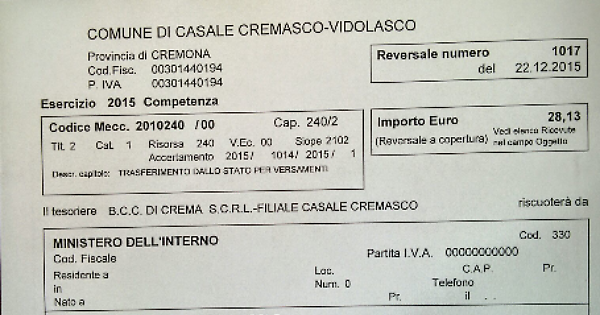 COMUNE DI CASALE CREMASCO-VIDOLASCO
Provincia di CREMONA
Cod.Fisc. 00301440194
P. IVA 00301440194
Reversale numero 1017
del 22.12.2015
Esercizio 2015 Competenza
Codice Mecc. 2010240 /00 Cap. 240/2
Tit. 2 Cat. 1 Risorsa 240 V.Ec. 00 Siope 2102
Accertamento 2015/ 1014/ 2015/ 1
Descr. capitolo: TRASFERIMENTO DALLO STATO PER VERSAMENTI
Importo Euro 28,13
(Reversale a copertura) Vedi elenco Ricevute
nel campo Oggetto
Il tesoriere B.C.C. DI CREMA S.C.R.L.-FILIALE CASALE CREMASCO riscuoterà da
MINISTERO DELL'INTERNO Cod. 330
Cod. Fiscale Partita I.V.A. 00000000000
Residente a Loc. C.A.P. Pr.
in Num. 0 Telefono
Nato a Pr. il . .